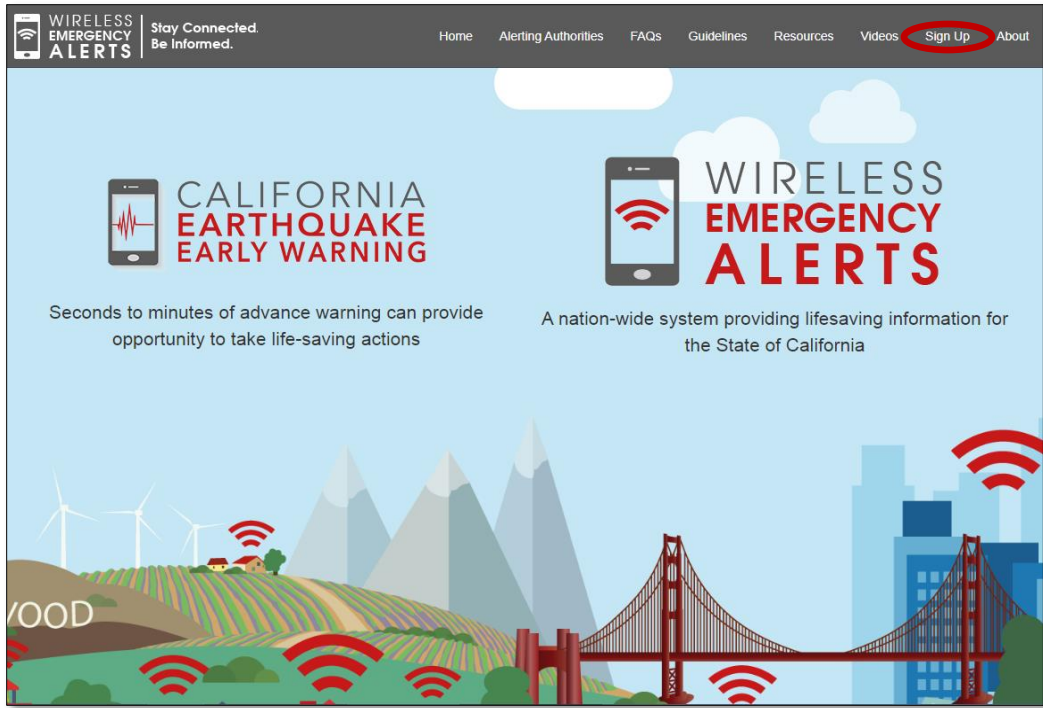 WIRELESS
EMERGENCY
ALERTS
Stay Connected.
Be Informed.
Home Alerting Authorities FAQs Guidelines Resources Videos Sign Up About
CALIFORNIA
EARTHQUAKE
EARLY WARNING
Seconds to minutes of advance warning can provide
opportunity to take life-saving actions
WIRELESS
EMERGENCY
ALERTS
A nation-wide system providing lifesaving information for
the State of California
OOD